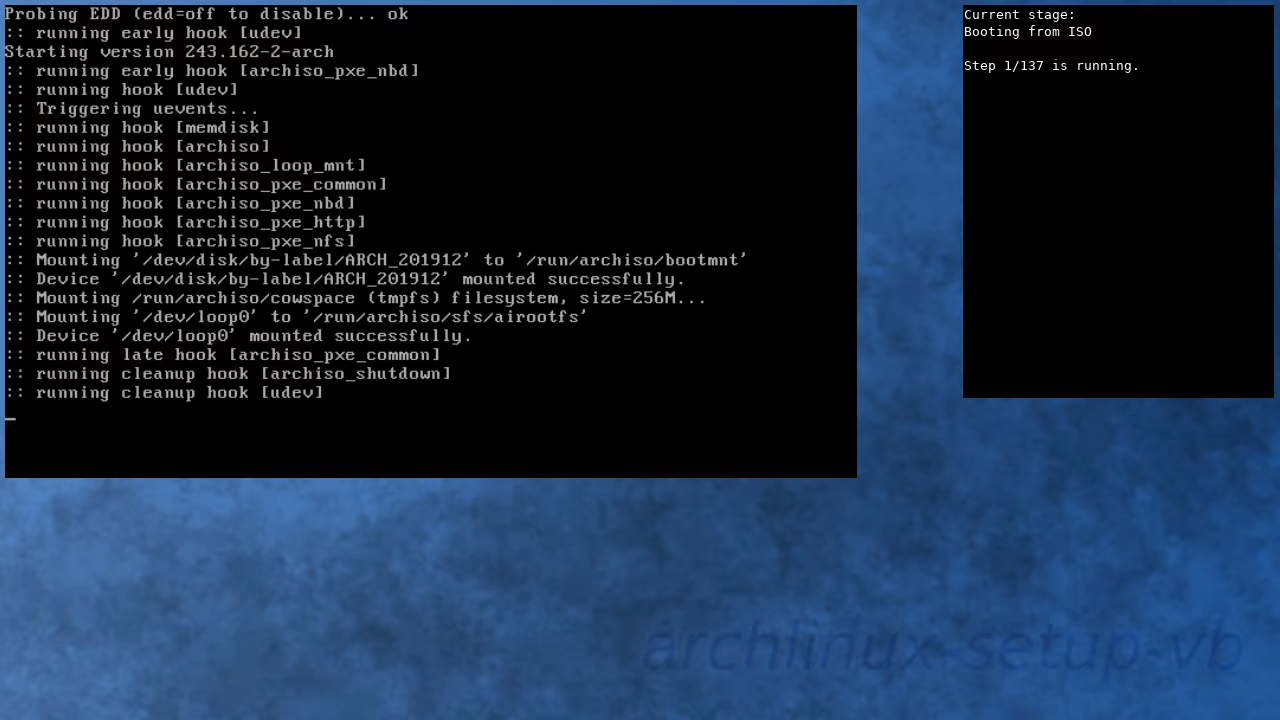 Probing EDD (edd=off to disable)... ok
:: running early hook [udev]
Starting version 243.162-2-arch
:: running early hook [archiso_pxe_nbd]
:: running hook [udev]
:: Triggering uevents...
:: running hook [memdisk]
:: running hook [archiso]
:: running hook [archiso_loop_mnt]
:: running hook [archiso_pxe_common]
:: running hook [archiso_pxe_nbd]
:: running hook [archiso_pxe_http]
:: running hook [archiso_pxe_nfs]
:: Mounting '/dev/disk/by-label/ARCH_201912' to '/run/archiso/bootmnt'
:: Device '/dev/disk/by-label/ARCH_201912' mounted successfully.
:: Mounting /run/archiso/cowspace (tmpfs) filesystem, size=256M...
:: Mounting '/dev/loop0' to '/run/archiso/sfs/airootfs'
:: Device '/dev/loop0' mounted successfully.
:: running late hook [archiso_pxe_common]
:: running cleanup hook [archiso_shutdown]
:: running cleanup hook [udev]
_
Current stage:
Booting from ISO
Step 1/137 is running.
archlinux-setup-vb